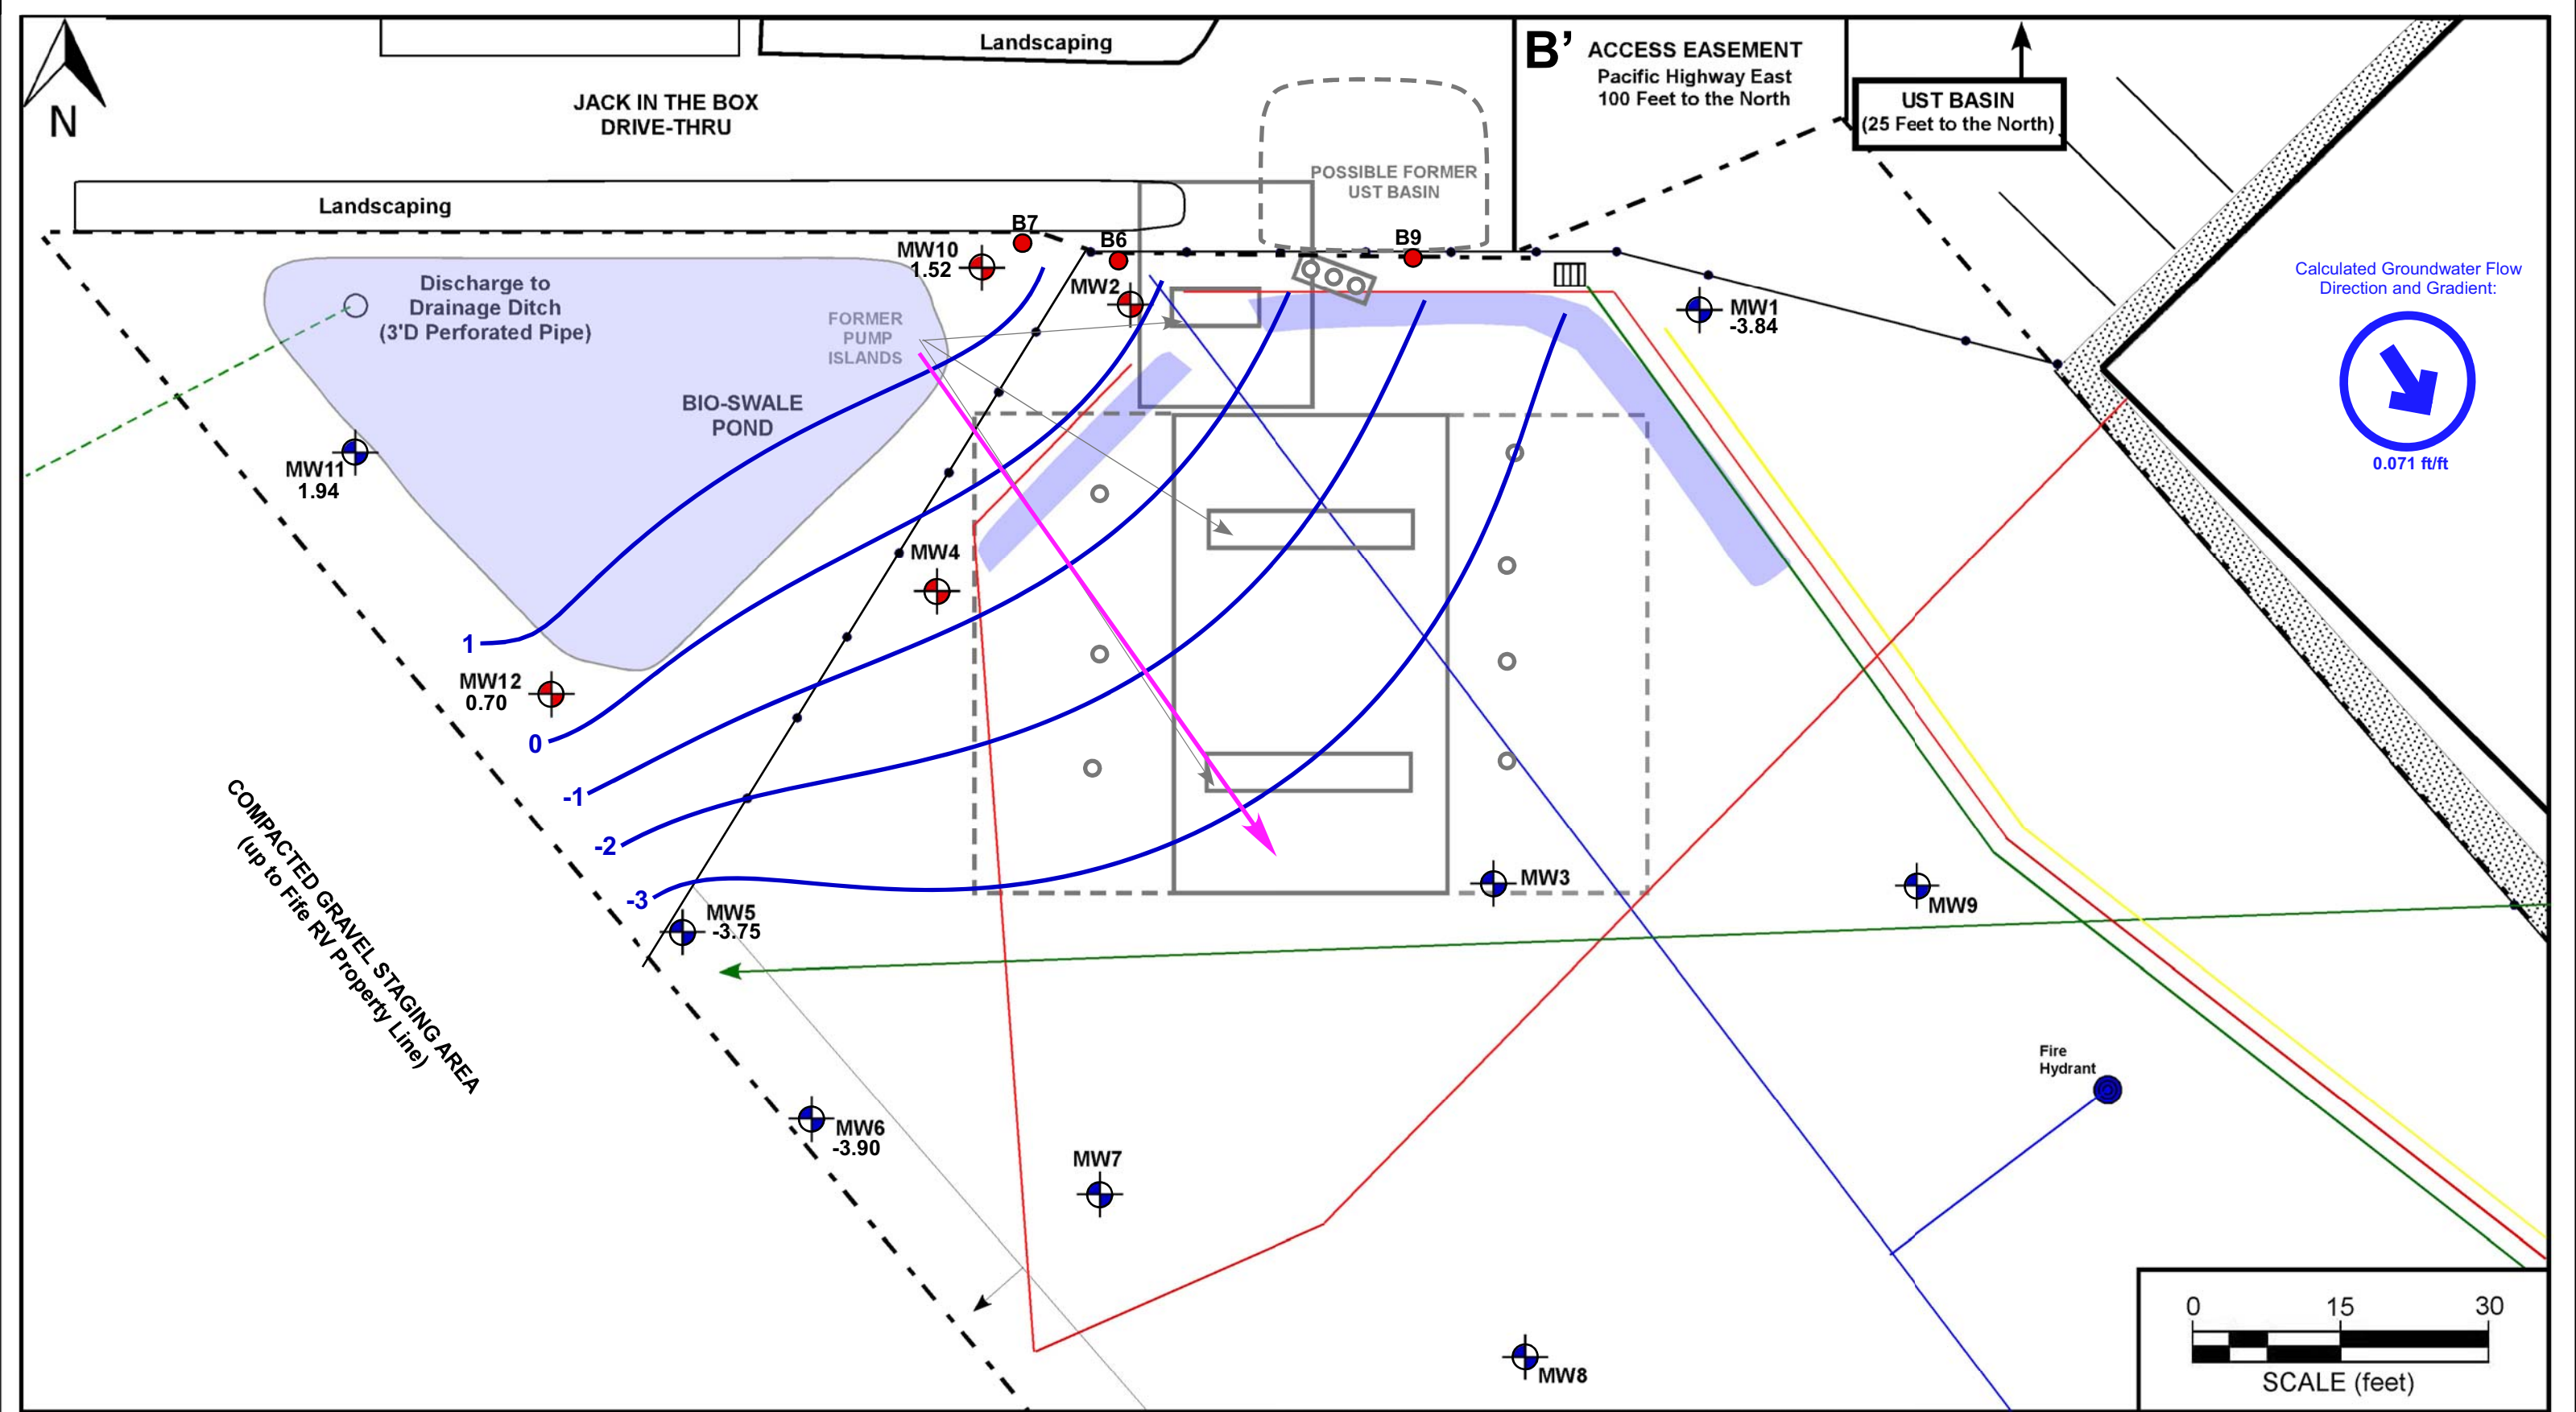 Landscaping
B’
ACCESS EASEMENT
Pacific Highway East
100 Feet to the North
UST BASIN
(25 Feet to the North)
N
JACK IN THE BOX
DRIVE-THRU
POSSIBLE FORMER
UST BASIN
Landscaping
B7
B6
B9
MW10
1.52
MW2
MW1
-3.84
Calculated Groundwater Flow
Direction and Gradient:
0.071 ft/ft
Discharge to
Drainage Ditch
(3'D Perforated Pipe)
FORMER
PUMP
ISLANDS
BIO-SWALE
POND
MW11
1.94
MW4
1
MW12
0.70
0
-1
-2
-3
MW5
-3.75
MW3
MW9
COMPACTED GRAVEL STAGING AREA
(up to Fife RV Property Line)
Fire
Hydrant
MW6
-3.90
MW7
MW8
0 15 30
SCALE (feet)